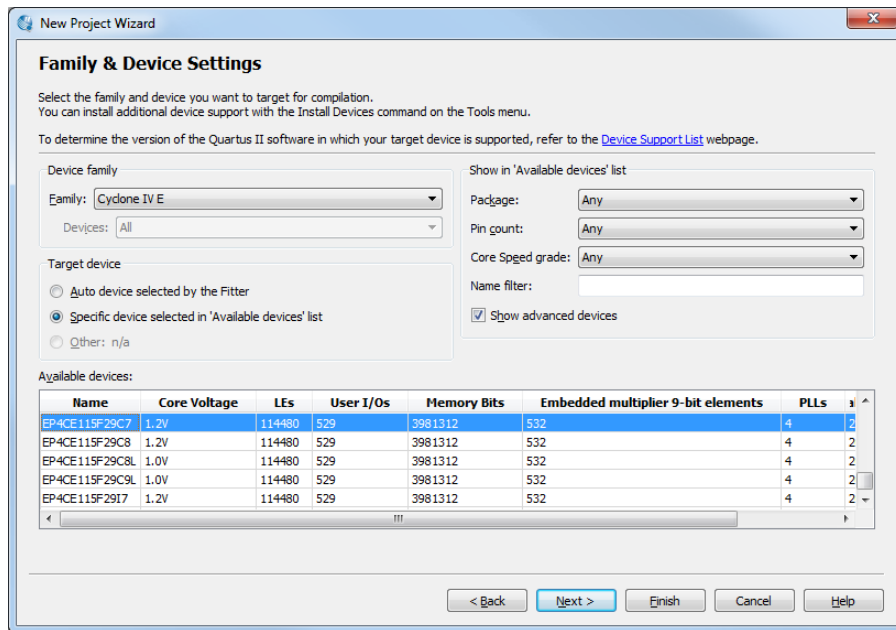 New Project Wizard
Family & Device Settings
Select the family and device you want to target for compilation.
You can install additional device support with the Install Devices command on the Tools menu.
To determine the version of the Quartus II software in which your target device is supported, refer to the Device Support List webpage.
Device family
Family: Cyclone IV E
Devices: All
Target device
Auto device selected by the Fitter
Specific device selected in 'Available devices' list
Other: n/a
Show in 'Available devices' list
Package: Any
Pin count: Any
Core Speed grade: Any
Name filter:
Show advanced devices
Available devices:
Name Core Voltage LEs User I/Os Memory Bits Embedded multiplier 9-bit elements PLLs
EP4CE115F29C7 1.2V 114480 529 3981312 532 4 2
EP4CE115F29C8 1.2V 114480 529 3981312 532 4 2
EP4CE115F29C8L 1.0V 114480 529 3981312 532 4 2
EP4CE115F29C9L 1.0V 114480 529 3981312 532 4 2
EP4CE115F29I7 1.2V 114480 529 3981312 532 4 2
< Back Next > Finish Cancel Help